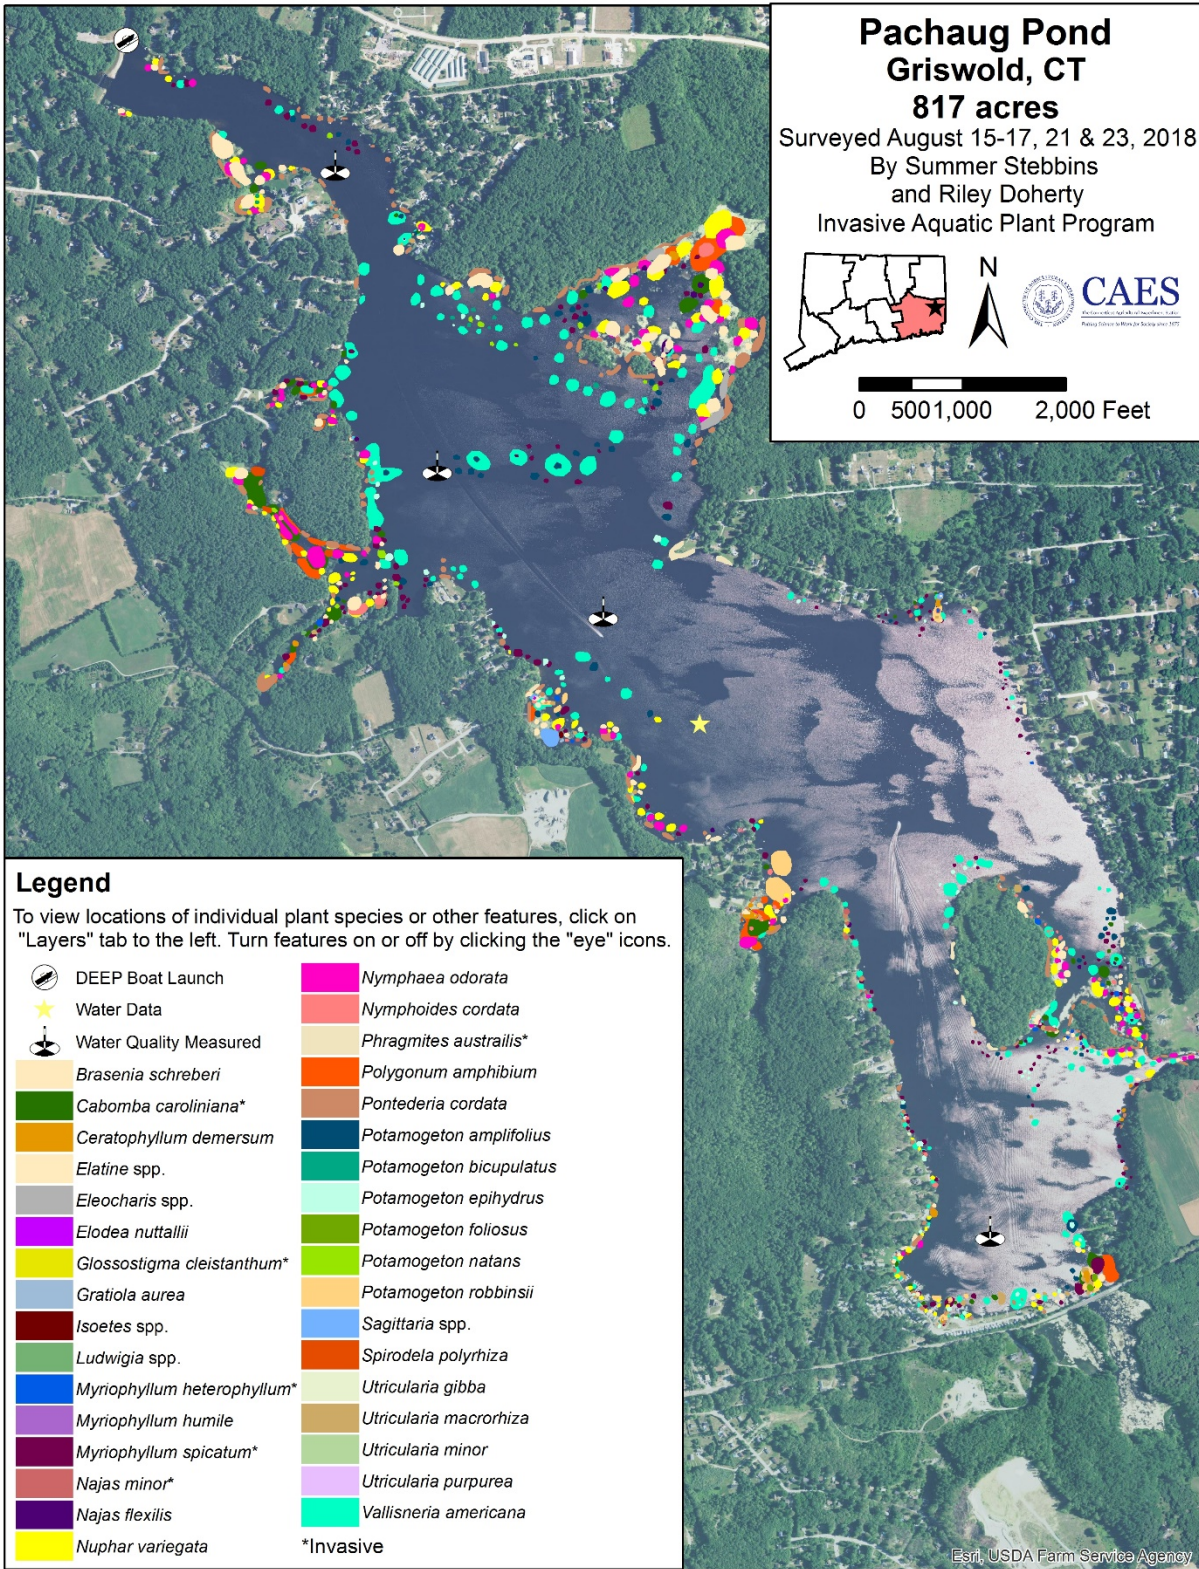 Pachaug Pond
Griswold, CT
817 acres
Surveyed August 15-17, 21 & 23, 2018
By Summer Stebbins
and Riley Doherty
Invasive Aquatic Plant Program
N
CAES
0 500 1,000 2,000 Feet
Legend
To view locations of individual plant species or other features, click on
"Layers" tab to the left. Turn features on or off by clicking the "eye" icons.
DEEP Boat Launch
Water Data
Water Quality Measured
Brasenia schreberi
Cabomba caroliniana*
Ceratophyllum demersum
Elatine spp.
Eleocharis spp.
Elodea nuttallii
Glossostigma cleistanthum*
Gratiola aurea
Isoetes spp.
Ludwigia spp.
Myriophyllum heterophyllum*
Myriophyllum humile
Myriophyllum spicatum*
Najas minor*
Najas flexilis
Nuphar variegata
Nymphaea odorata
Nymphoides cordata
Phragmites austrailis*
Polygonum amphibium
Pontederia cordata
Potamogeton amplifolius
Potamogeton bicupulatus
Potamogeton epihydrus
Potamogeton foliosus
Potamogeton natans
Potamogeton robbinsii
Sagittaria spp.
Spirodela polyrhiza
Utricularia gibba
Utricularia macrorhiza
Utricularia minor
Utricularia purpurea
Vallisneria americana
*Invasive
Esri, USDA Farm Service Agency